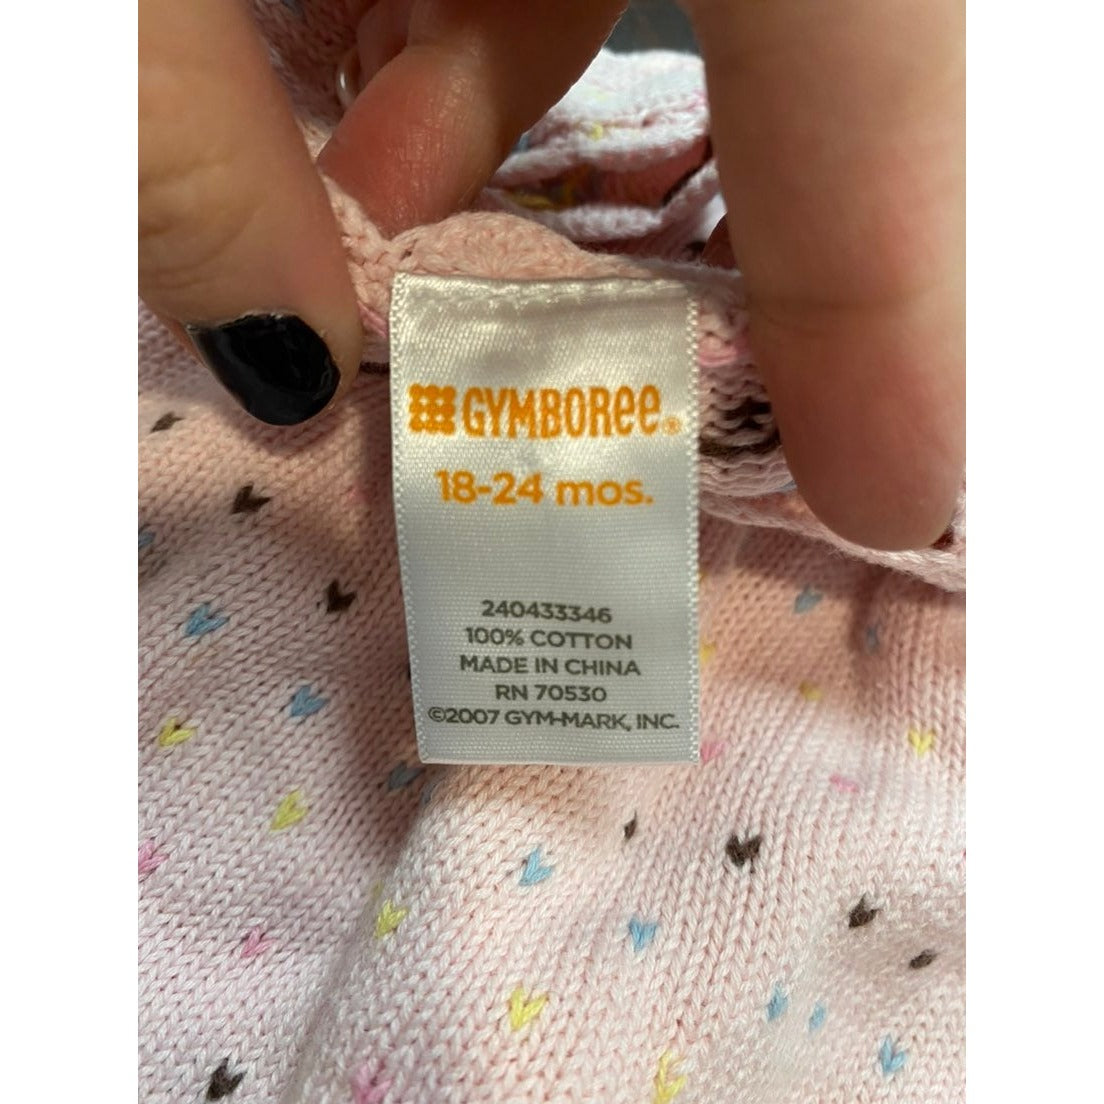 GYMBOREE®
18-24 mos.
240433346
100% COTTON
MADE IN CHINA
RN 70530
©2007 GYM-MARK, INC.